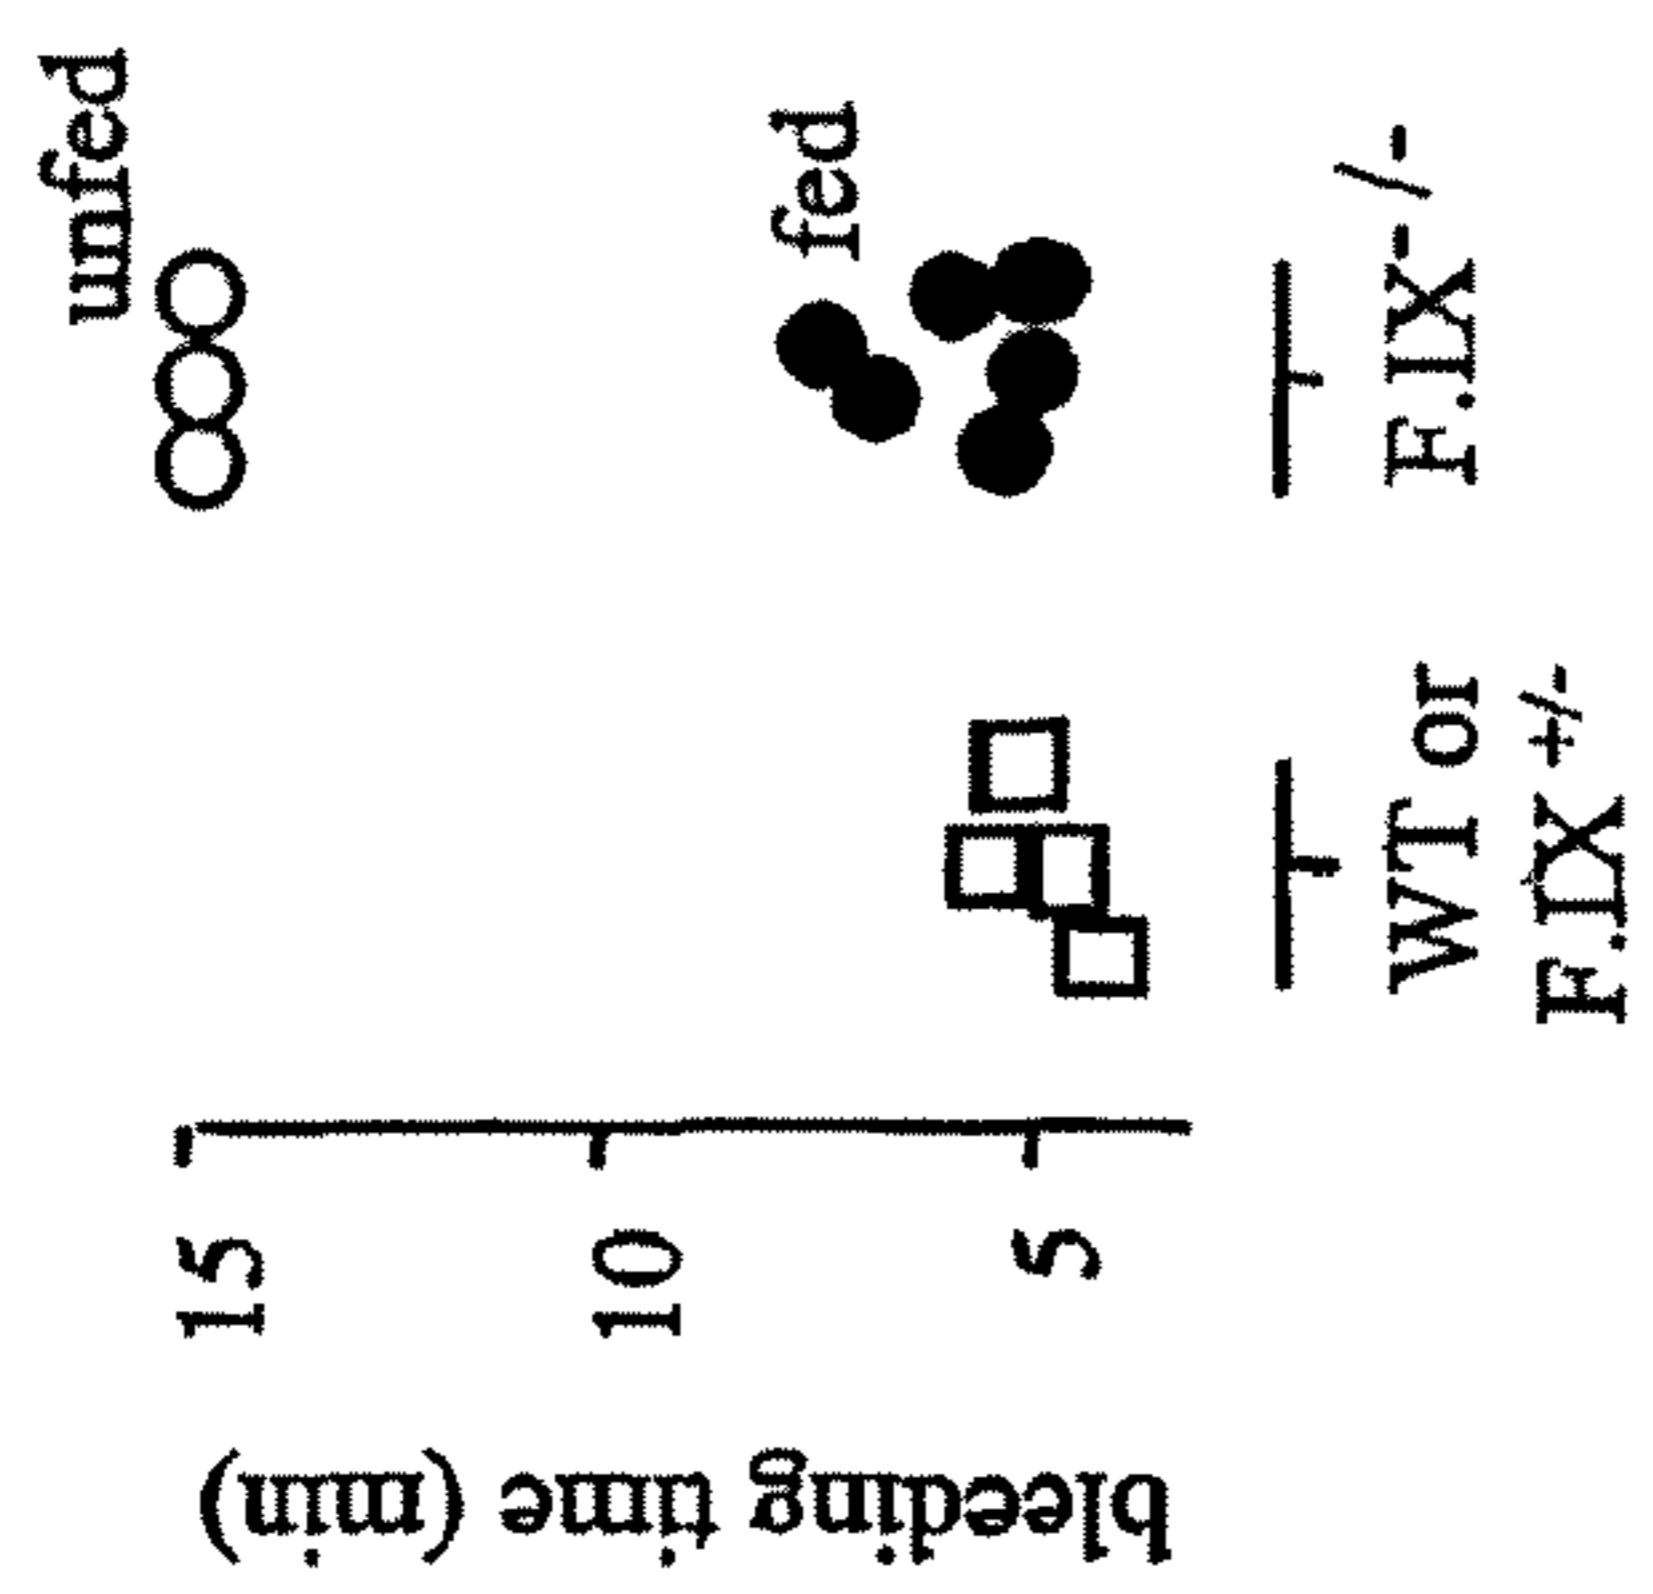 bleeding time (min)
15
10
5
unfed
fed
WT or
F.IX +/-
F.IX- /-